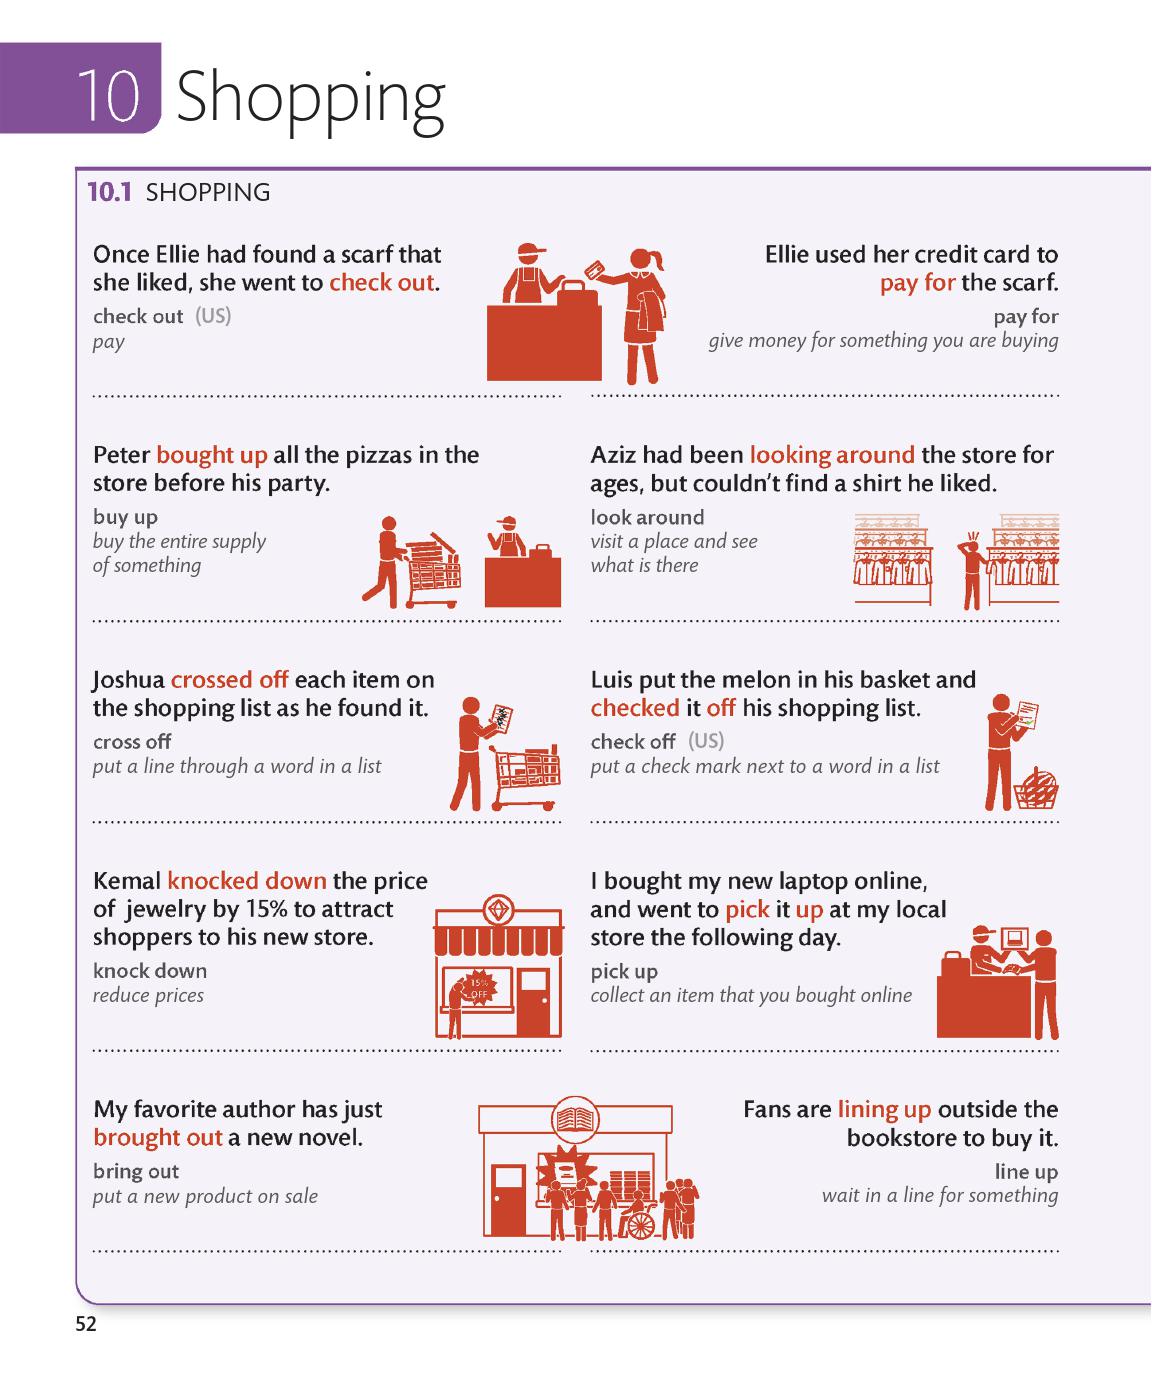 10 Shopping
10.1 SHOPPING
Once Ellie had found a scarf that
she liked, she went to check out.
check out (US)
pay
Ellie used her credit card to
pay for the scarf.
pay for
give money for something you are buying
Peter bought up all the pizzas in the
store before his party.
buy up
buy the entire supply
of something
Aziz had been looking around the store for
ages, but couldn't find a shirt he liked.
look around
visit a place and see
what is there
Joshua crossed off each item on
the shopping list as he found it.
cross off
put a line through a word in a list
Luis put the melon in his basket and
checked it off his shopping list.
check off (US)
put a check mark next to a word in a list
Kemal knocked down the price
of jewelry by 15% to attract
shoppers to his new store.
knock down
reduce prices
15%
OFF
I bought my new laptop online,
and went to pick it up at my local
store the following day.
pick up
collect an item that you bought online
My favorite author has just
brought out a new novel.
bring out
put a new product on sale
Fans are lining up outside the
bookstore to buy it.
line up
wait in a line for something
52